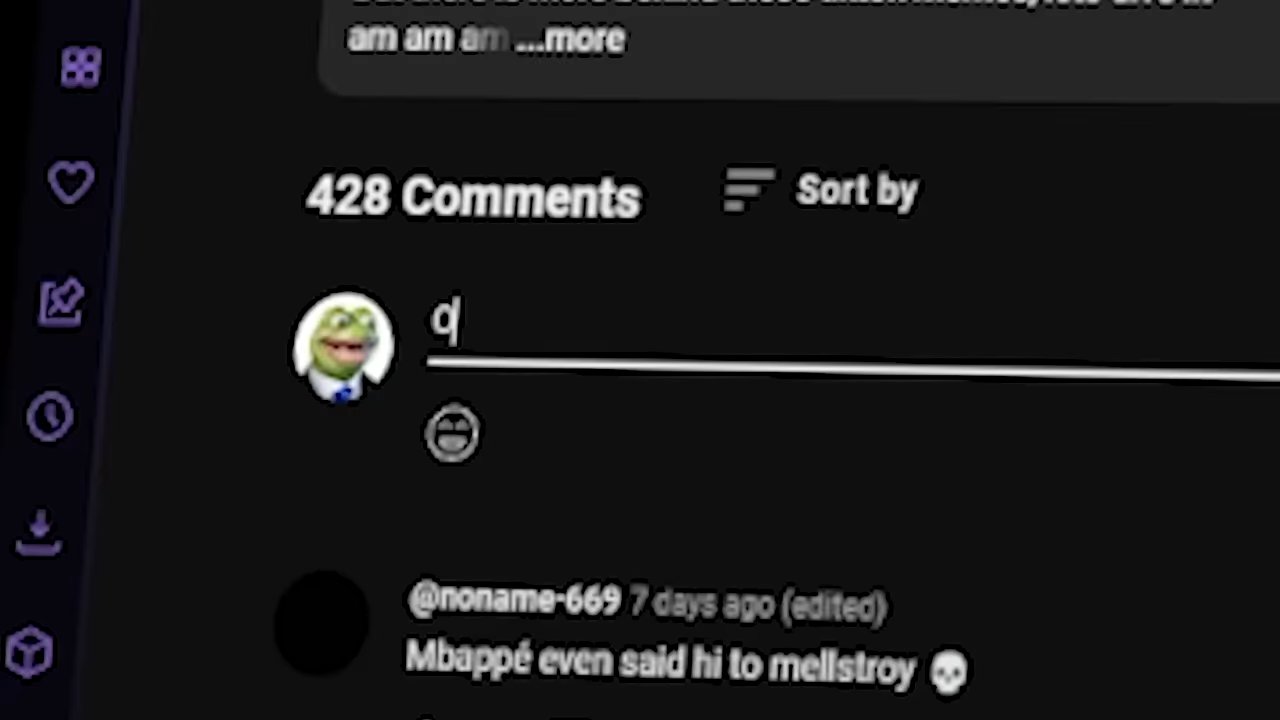 am am am ...more
428 Comments
Sort by
@noname-669 7 days ago (edited)
Mbappé even said hi to mellstroy 💀